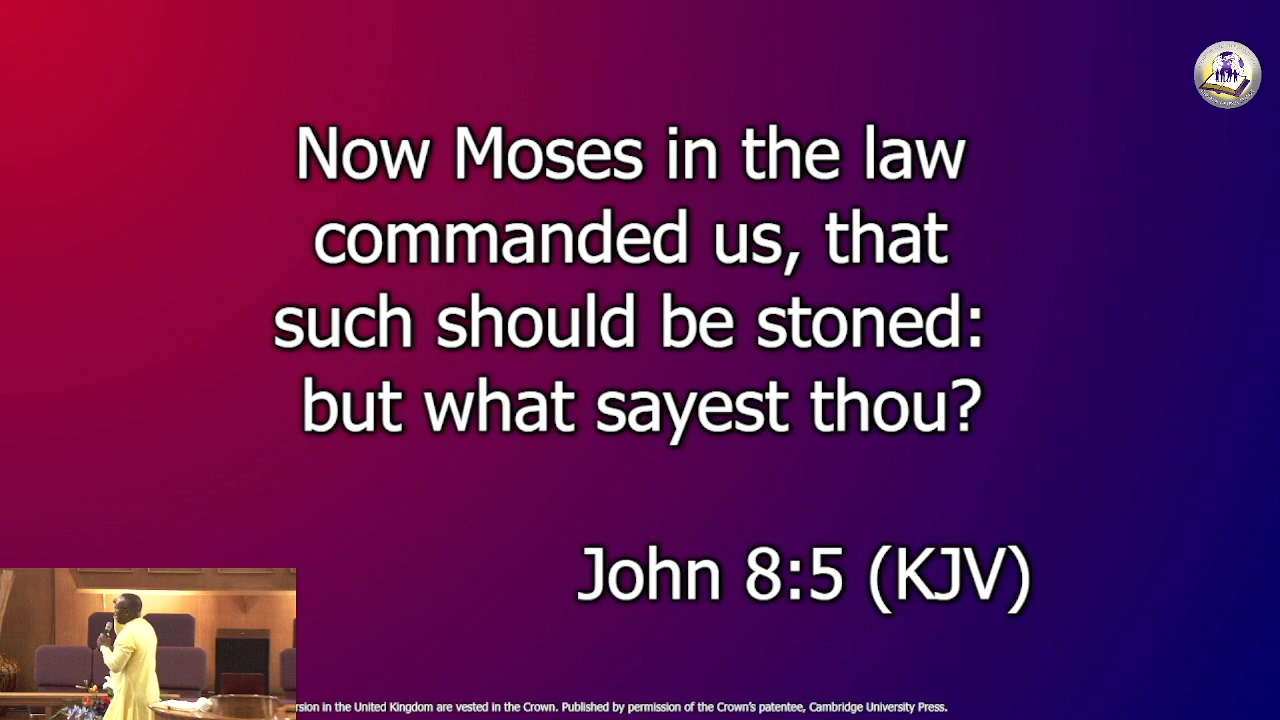 Now Moses in the law
commanded us, that
such should be stoned:
but what sayest thou?
John 8:5 (KJV)
in the United Kingdom are vested in the Crown. Published by permission of the Crown's patentee, Cambridge University Press.